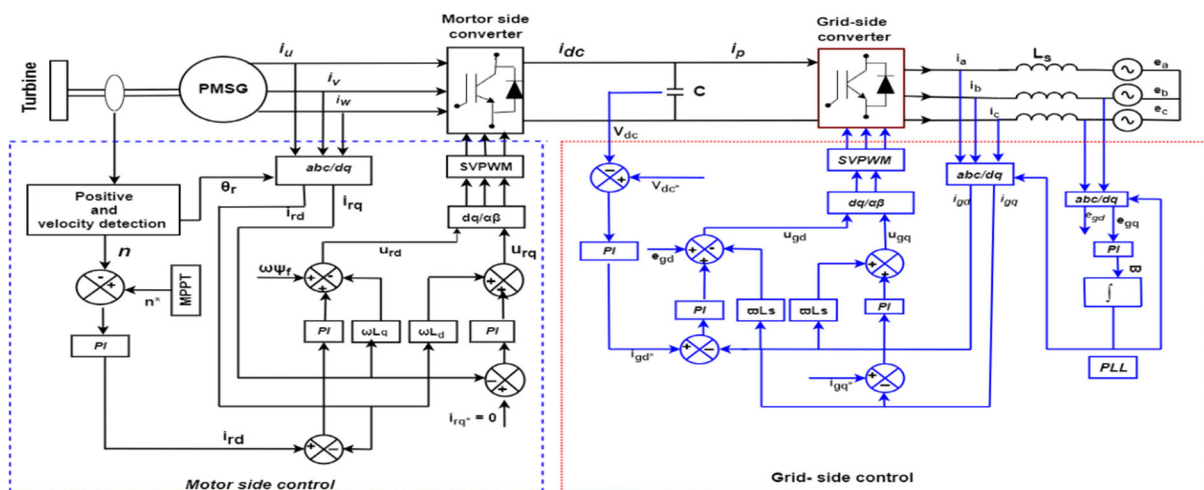 Mortor side
converter
Grid-side
converter
Turbine
PMSG
i_u
i_v
i_w
i_dc
i_p
C
V_dc
i_a
i_b
i_c
L_s
e_a
e_b
e_c
Positive
and
velocity detection
θ_r
abc/dq
i_rd
i_rq
SVPWM
dq/αβ
u_rd
u_rq
n
n*
MPPT
PI
ωψ_f
PI
ωL_q
ωL_d
PI
i_rq* = 0
i_rd
Motor side control
V_dc*
PI
SVPWM
dq/αβ
u_gd
u_gq
e_gd
PI
ϖLs
ϖLs
PI
i_gd*
i_gq*
abc/dq
i_gd
i_gq
abc/dq
e_gd
e_gq
PI
∫
PLL
Grid- side control